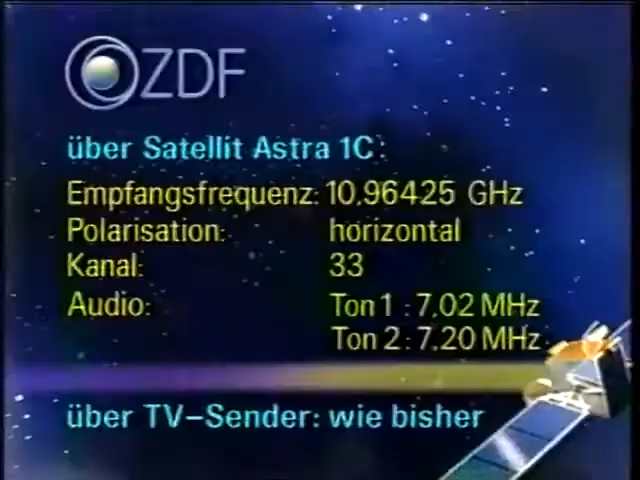 ZDF
über Satellit Astra 1C:
Empfangsfrequenz: 10.96425 GHz
Polarisation: horizontal
Kanal: 33
Audio: Ton 1 : 7.02 MHz
Ton 2 : 7.20 MHz
über TV-Sender: wie bisher